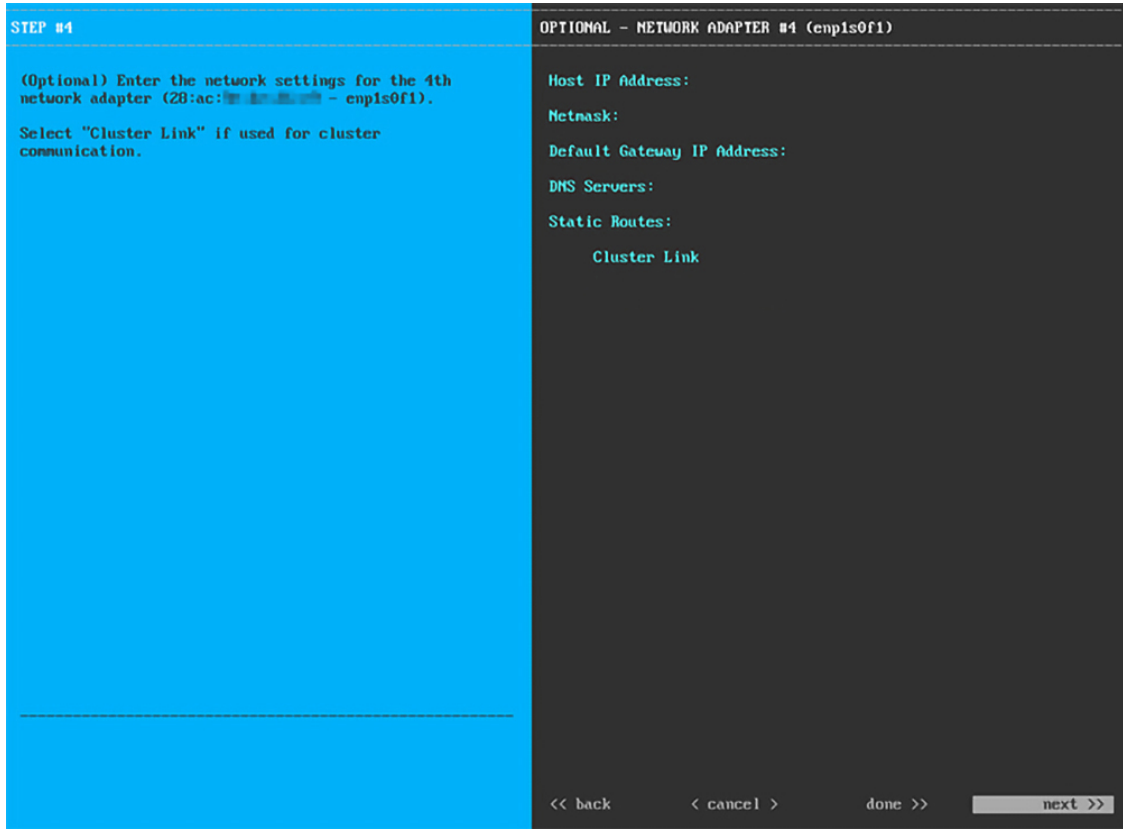 STEP #4
(Optional) Enter the network settings for the 4th
network adapter (28:ac: - enp1s0f1).
Select "Cluster Link" if used for cluster
communication.
OPTIONAL - NETWORK ADAPTER #4 (enp1s0f1)
Host IP Address:
Netmask:
Default Gateway IP Address:
DNS Servers:
Static Routes:
Cluster Link
<< back < cancel > done >> next >>